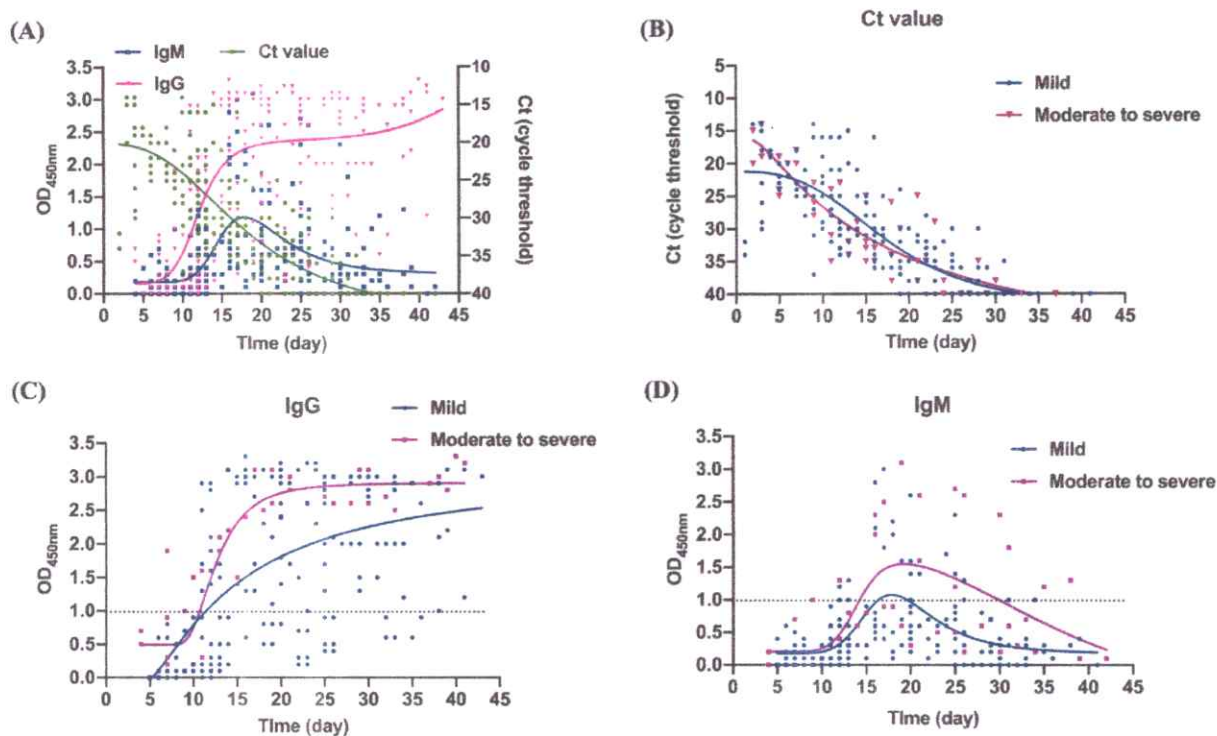 (A)
IgM
Ct value
IgG
3.5
3.0
2.5
2.0
1.5
1.0
0.5
0.0
OD450nm
10
15
20
25
30
35
40
Ct (cycle threshold)
0 5 10 15 20 25 30 35 40 45
TIme (day)
(B)
Ct value
Mild
Moderate to severe
5
10
15
20
25
30
35
40
Ct (cycle threshold)
0 5 10 15 20 25 30 35 40 45
TIme (day)
(C)
IgG
Mild
Moderate to severe
3.5
3.0
2.5
2.0
1.5
1.0
0.5
0.0
OD450nm
0 5 10 15 20 25 30 35 40 45
TIme (day)
(D)
IgM
Mild
Moderate to severe
3.5
3.0
2.5
2.0
1.5
1.0
0.5
0.0
OD450nm
0 5 10 15 20 25 30 35 40 45
TIme (day)